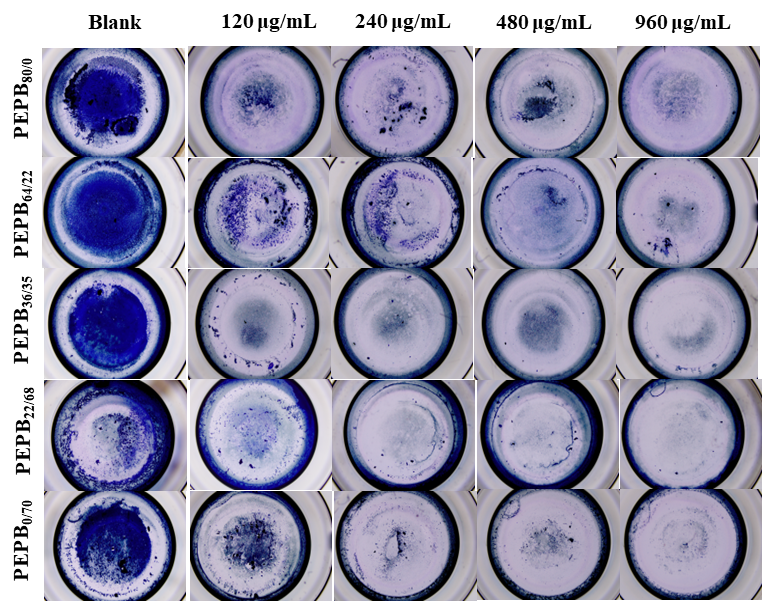 Blank 120 μg/mL 240 μg/mL 480 μg/mL 960 μg/mL
PEPB80/0
PEPB64/22
PEPB36/35
PEPB22/68
PEPB0/70